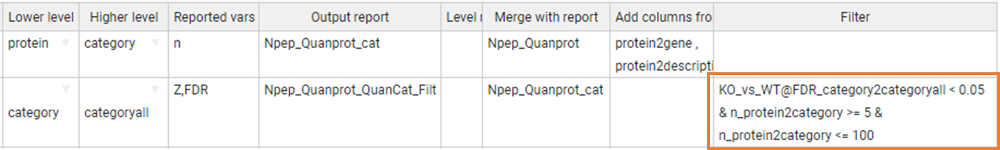 Lower level Higher level Reported vars Output report Level Merge with report Add columns fro Filter
protein category n Npep_Quanprot_cat Npep_Quanprot protein2gene ,
protein2descripti
category categoryall Z,FDR Npep_Quanprot_QuanCat_Filt Npep_Quanprot_cat KO_vs_WT@FDR_category2categoryall < 0.05
& n_protein2category >= 5 &
n_protein2category <= 100